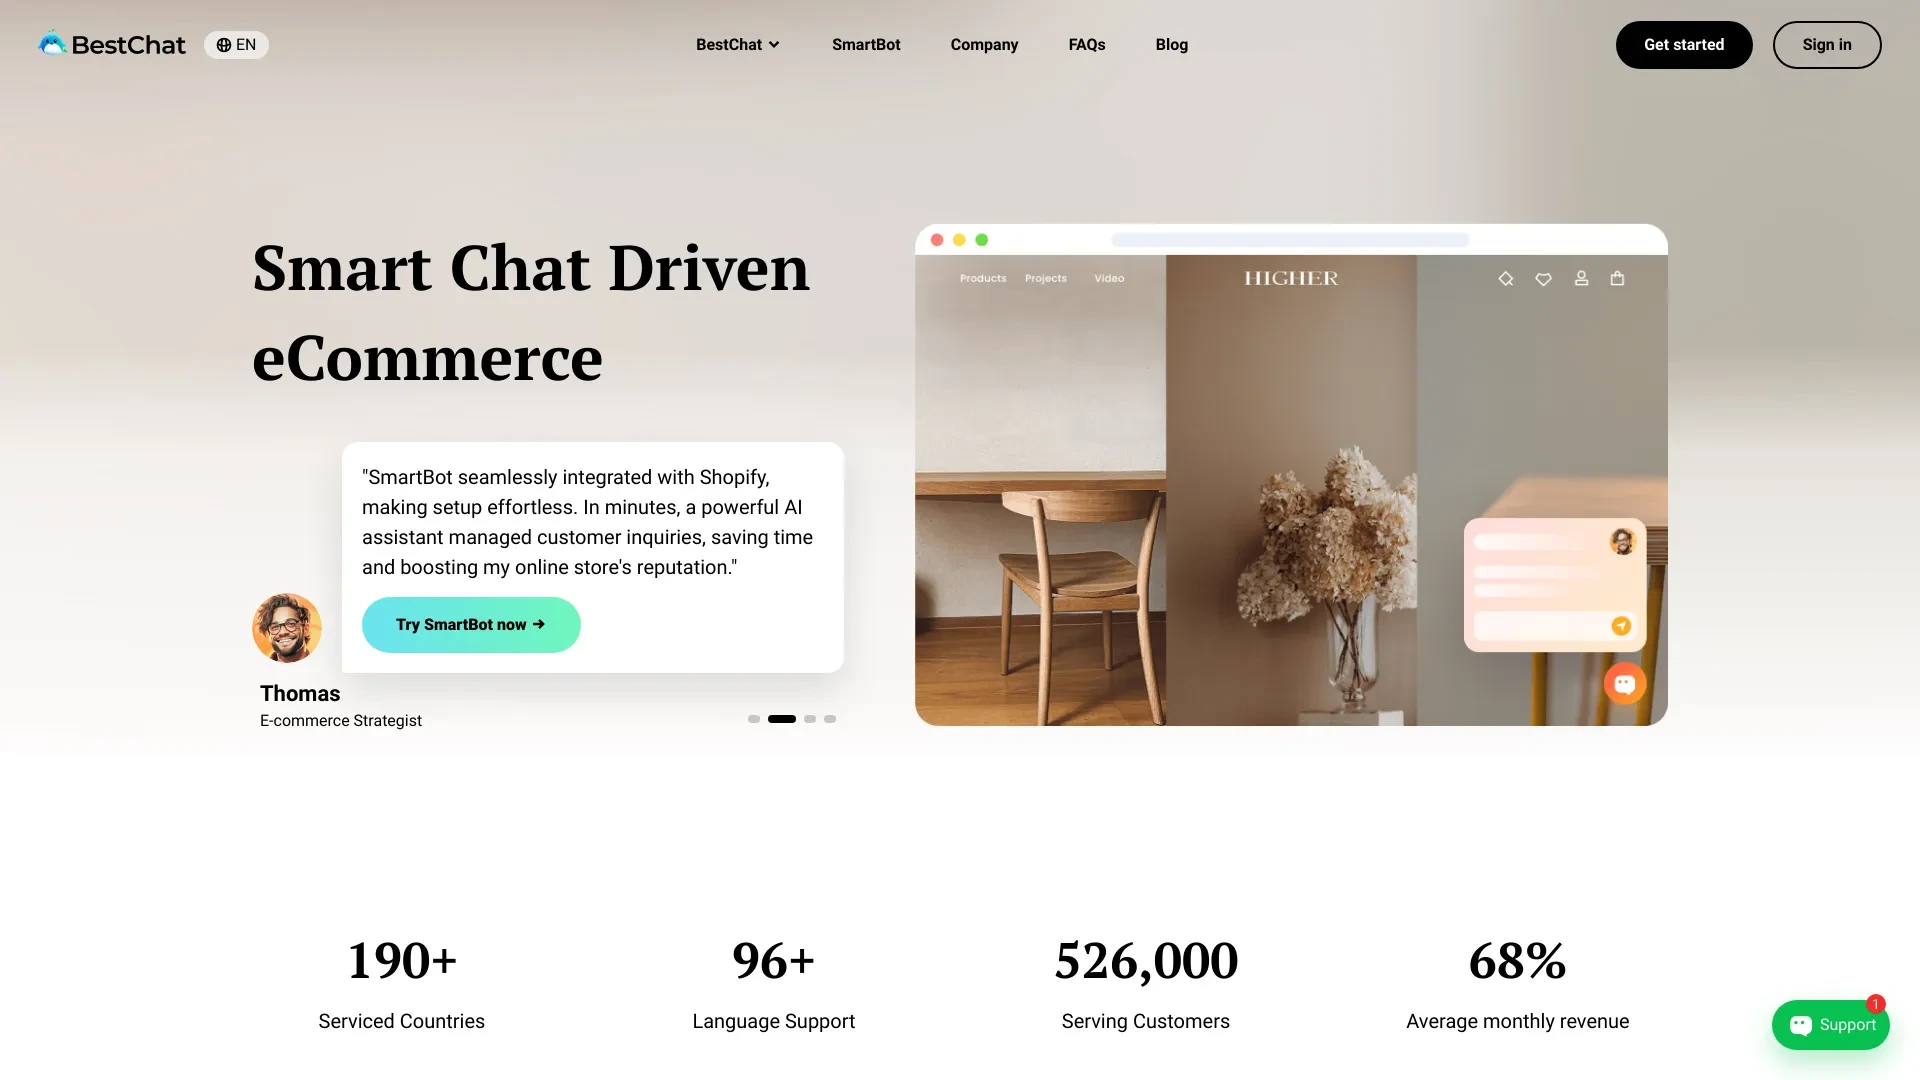 BestChat
EN
BestChat
SmartBot
Company
FAQs
Blog
Get started
Sign in
Smart Chat Driven
eCommerce
"SmartBot seamlessly integrated with Shopify,
making setup effortless. In minutes, a powerful AI
assistant managed customer inquiries, saving time
and boosting my online store's reputation."
Try SmartBot now →
Thomas
E-commerce Strategist
Products
Projects
Video
HIGHER
190+
Serviced Countries
96+
Language Support
526,000
Serving Customers
68%
Average monthly revenue
1
Support